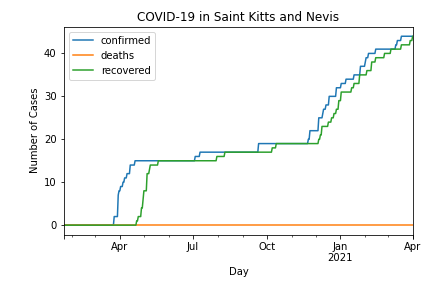 COVID-19 in Saint Kitts and Nevis
confirmed
deaths
recovered
Number of Cases
40
30
20
10
0
Apr
Jul
Oct
Jan
2021
Apr
Day